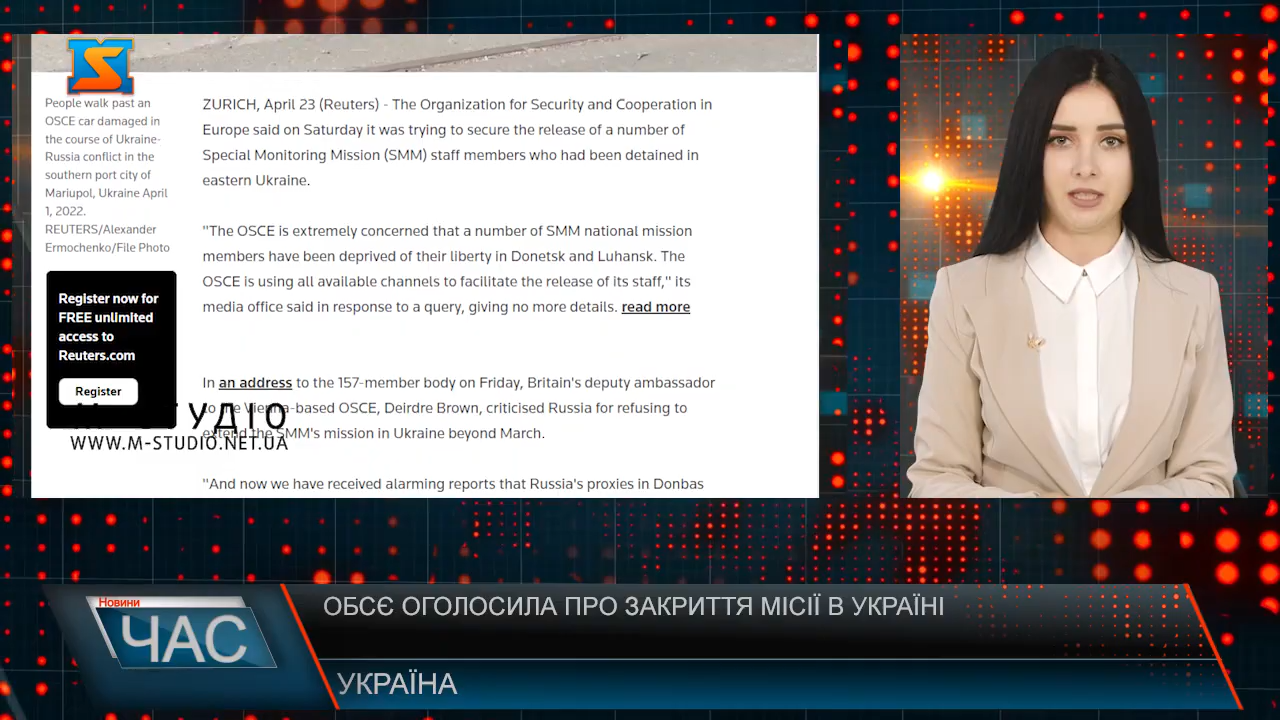 People walk past an
OSCE car damaged in
the course of Ukraine-
Russia conflict in the
southern port city of
Mariupol, Ukraine April
1, 2022.
REUTERS/Alexander
Ermochenko/File Photo
Register now for
FREE unlimited
access to
Reuters.com
Register
ZURICH, April 23 (Reuters) - The Organization for Security and Cooperation in
Europe said on Saturday it was trying to secure the release of a number of
Special Monitoring Mission (SMM) staff members who had been detained in
eastern Ukraine.
"The OSCE is extremely concerned that a number of SMM national mission
members have been deprived of their liberty in Donetsk and Luhansk. The
OSCE is using all available channels to facilitate the release of its staff," its
media office said in response to a query, giving no more details. read more
In an address to the 157-member body on Friday, Britain's deputy ambassador
to the Vienna-based OSCE, Deirdre Brown, criticised Russia for refusing to
extend the SMM's mission in Ukraine beyond March.
"And now we have received alarming reports that Russia's proxies in Donbas
WWW.M-STUDIO.NET.UA
Новини
ЧАС
ОБСЄ ОГОЛОСИЛА ПРО ЗАКРИТТЯ МІСІЇ В УКРАЇНІ
УКРАЇНА